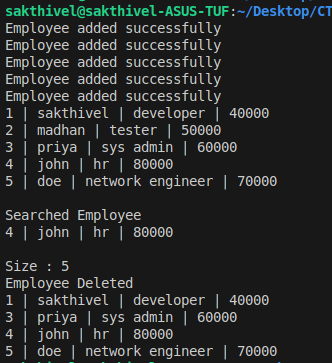 sakthivel@sakthivel-ASUS-TUF:~/Desktop/CT
Employee added successfully
Employee added successfully
Employee added successfully
Employee added successfully
Employee added successfully
1 | sakthivel | developer | 40000
2 | madhan | tester | 50000
3 | priya | sys admin | 60000
4 | john | hr | 80000
5 | doe | network engineer | 70000
Searched Employee
4 | john | hr | 80000
Size : 5
Employee Deleted
1 | sakthivel | developer | 40000
3 | priya | sys admin | 60000
4 | john | hr | 80000
5 | doe | network engineer | 70000